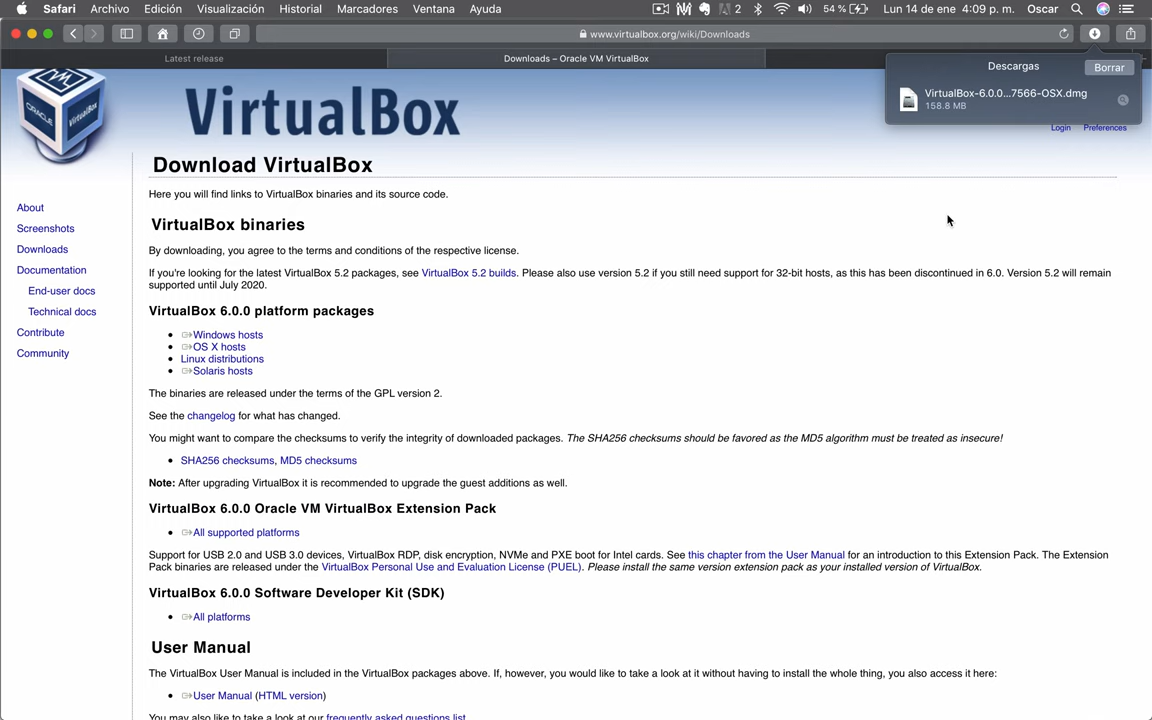 Safari Archivo Edición Visualización Historial Marcadores Ventana Ayuda 2 54 % Lun 14 de ene 4:09 p. m. Oscar
www.virtualbox.org/wiki/Downloads
Latest release Downloads – Oracle VM VirtualBox
Descargas Borrar
VirtualBox-6.0.0...7566-OSX.dmg
158.8 MB
ORACLE
VirtualBox
VirtualBox
Login Preferences
Download VirtualBox
Here you will find links to VirtualBox binaries and its source code.
About
Screenshots
Downloads
Documentation
End-user docs
Technical docs
Contribute
Community
VirtualBox binaries
By downloading, you agree to the terms and conditions of the respective license.
If you're looking for the latest VirtualBox 5.2 packages, see VirtualBox 5.2 builds. Please also use version 5.2 if you still need support for 32-bit hosts, as this has been discontinued in 6.0. Version 5.2 will remain
supported until July 2020.
VirtualBox 6.0.0 platform packages
Windows hosts
OS X hosts
Linux distributions
Solaris hosts
The binaries are released under the terms of the GPL version 2.
See the changelog for what has changed.
You might want to compare the checksums to verify the integrity of downloaded packages. The SHA256 checksums should be favored as the MD5 algorithm must be treated as insecure!
SHA256 checksums, MD5 checksums
Note: After upgrading VirtualBox it is recommended to upgrade the guest additions as well.
VirtualBox 6.0.0 Oracle VM VirtualBox Extension Pack
All supported platforms
Support for USB 2.0 and USB 3.0 devices, VirtualBox RDP, disk encryption, NVMe and PXE boot for Intel cards. See this chapter from the User Manual for an introduction to this Extension Pack. The Extension
Pack binaries are released under the VirtualBox Personal Use and Evaluation License (PUEL). Please install the same version extension pack as your installed version of VirtualBox.
VirtualBox 6.0.0 Software Developer Kit (SDK)
All platforms
User Manual
The VirtualBox User Manual is included in the VirtualBox packages above. If, however, you would like to take a look at it without having to install the whole thing, you also access it here:
User Manual (HTML version)
You may also like to take a look at our frequently asked questions list.